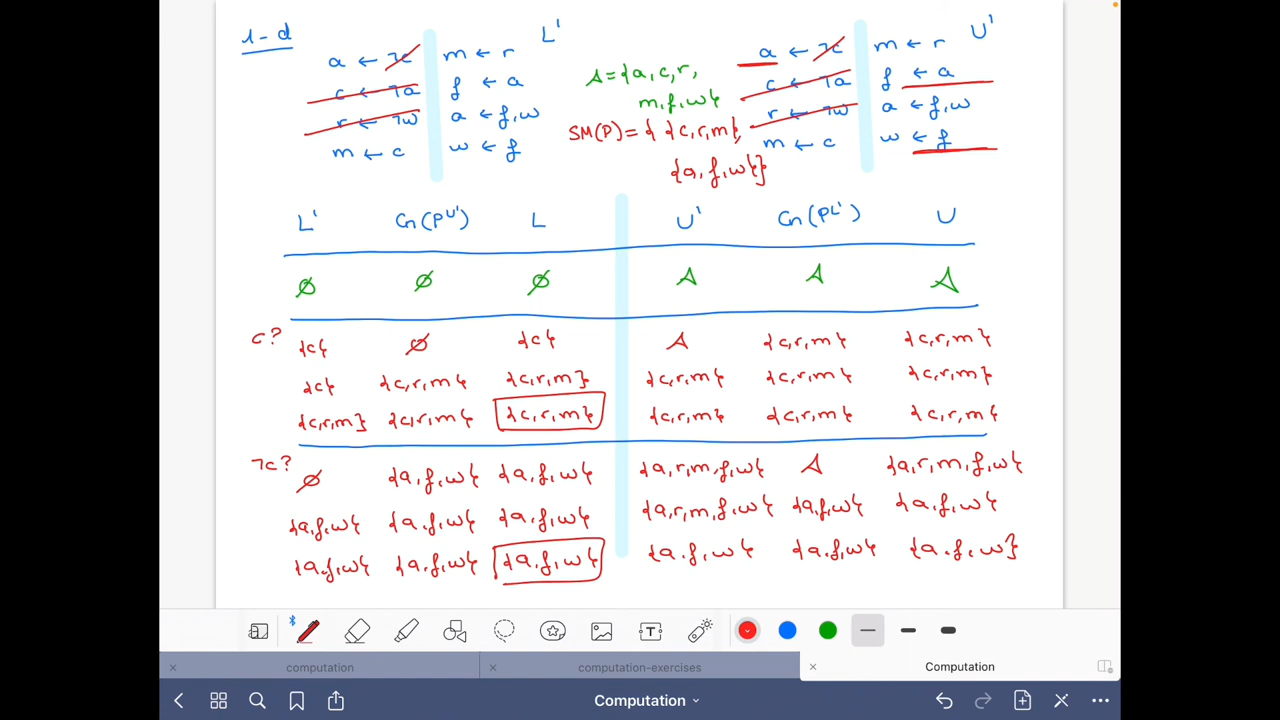 1-d
L'
a ← ¬c
m ← r
c ← ¬a
f ← a
r ← ¬w
a ← f,w
m ← c
w ← f
A={a,c,r,
m,f,w}
SM(P)={ {c,r,m},
{a,f,w}}
U'
a ← ¬c
m ← r
c ← ¬a
f ← a
r ← ¬w
a ← f,w
m ← c
w ← f
L' Cn(P^U') L U' Cn(P^L') U
∅ ∅ ∅ A A A
c? {c} ∅ {c} A {c,r,m} {c,r,m}
{c} {c,r,m} {c,r,m} {c,r,m} {c,r,m} {c,r,m}
{c,r,m} {c,r,m} {c,r,m} {c,r,m} {c,r,m} {c,r,m}
¬c? ∅ {a,f,w} {a,f,w} {a,r,m,f,w} A {a,r,m,f,w}
{a,f,w} {a,f,w} {a,f,w} {a,r,m,f,w} {a,f,w} {a,f,w}
{a,f,w} {a,f,w} {a,f,w} {a,f,w} {a,f,w} {a,f,w}
computation
computation-exercises
Computation
Computation